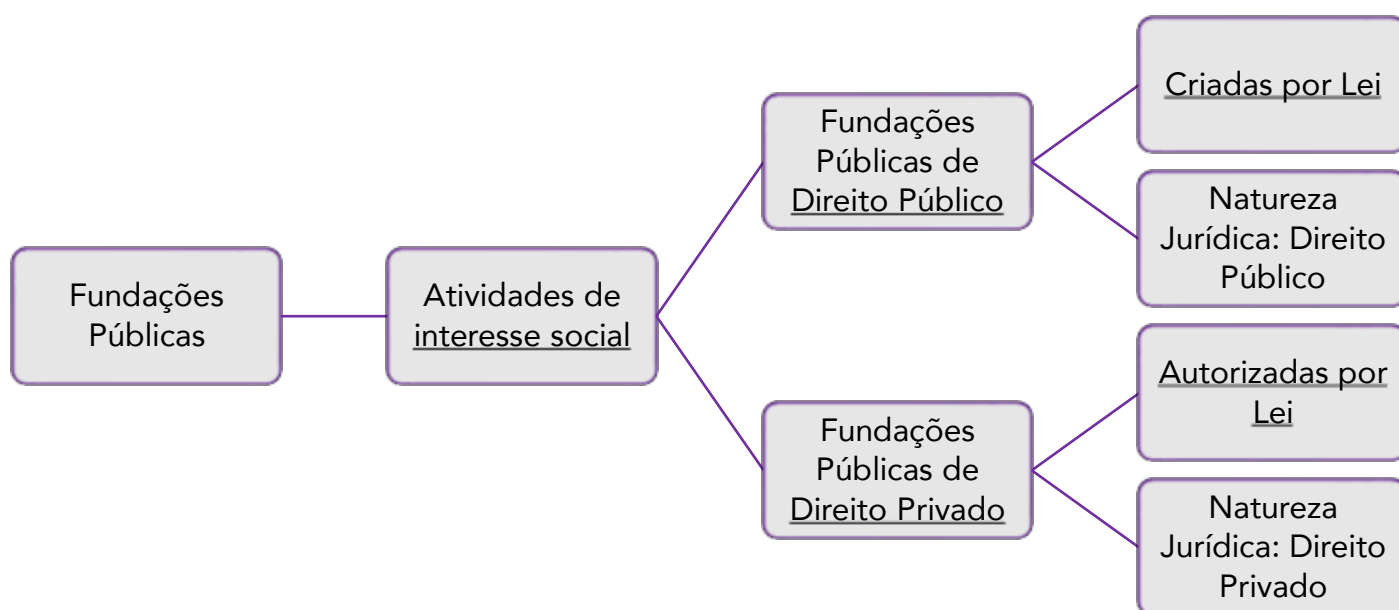 Fundações
Públicas
Atividades de
interesse social
Fundações
Públicas de
Direito Público
Criadas por Lei
Natureza
Jurídica: Direito
Público
Fundações
Públicas de
Direito Privado
Autorizadas por
Lei
Natureza
Jurídica: Direito
Privado